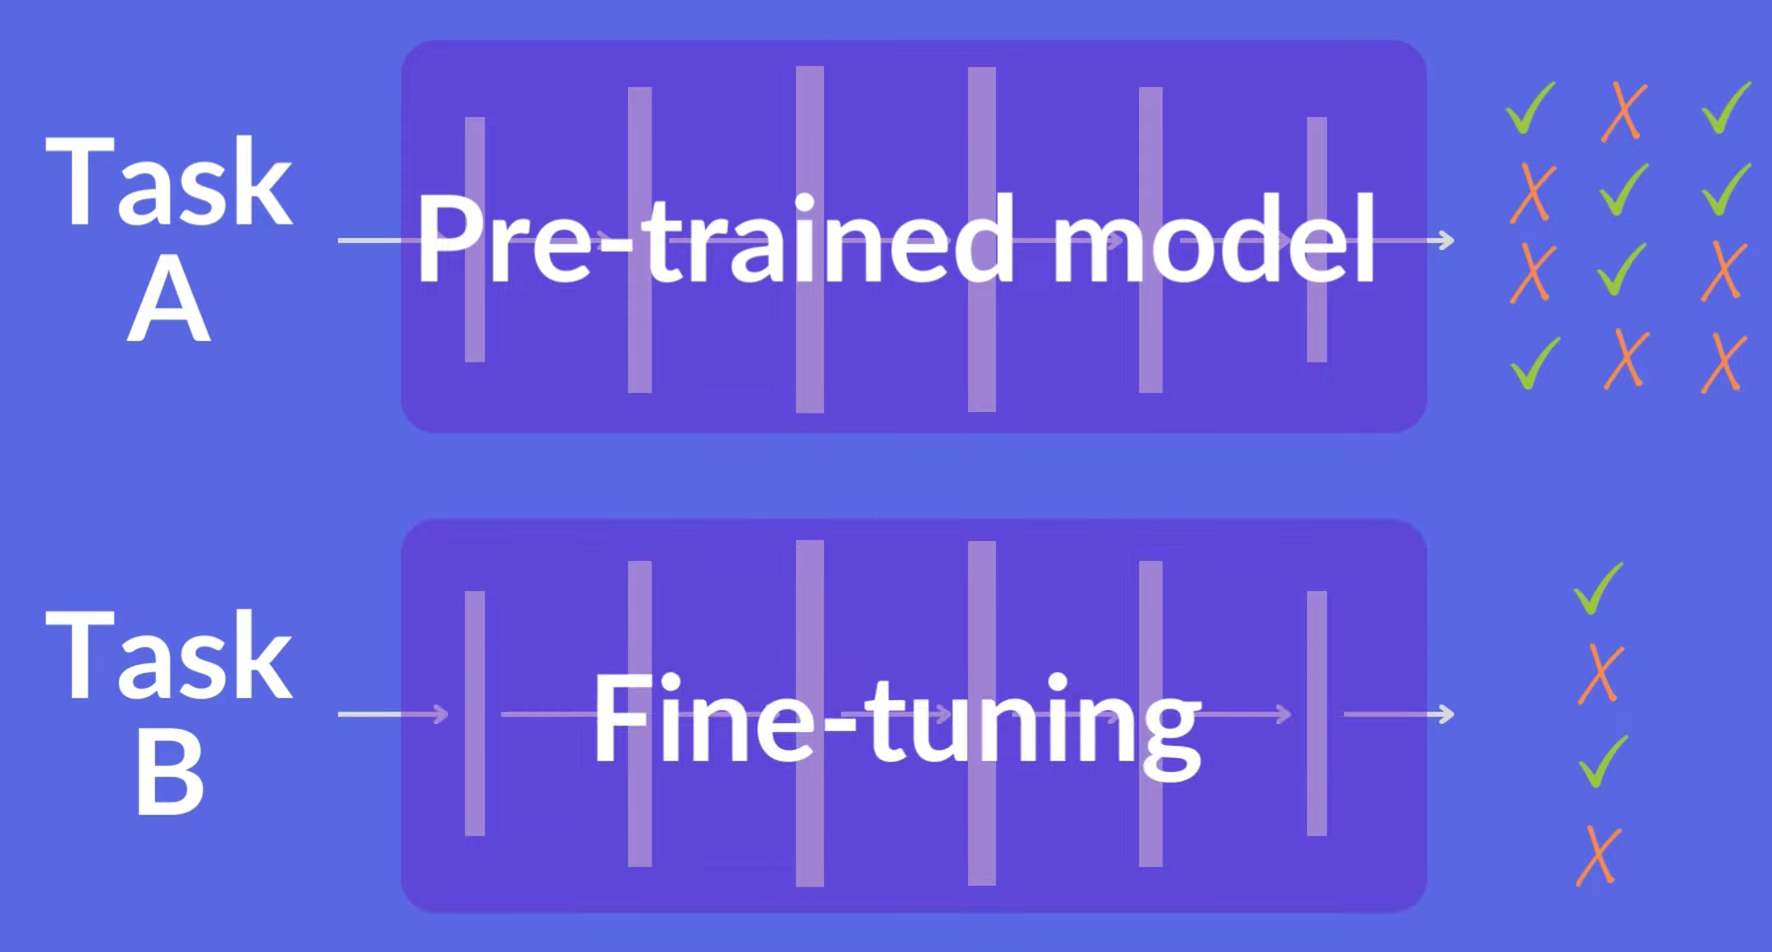 Task
A
Pre-trained model
Task
B
Fine-tuning